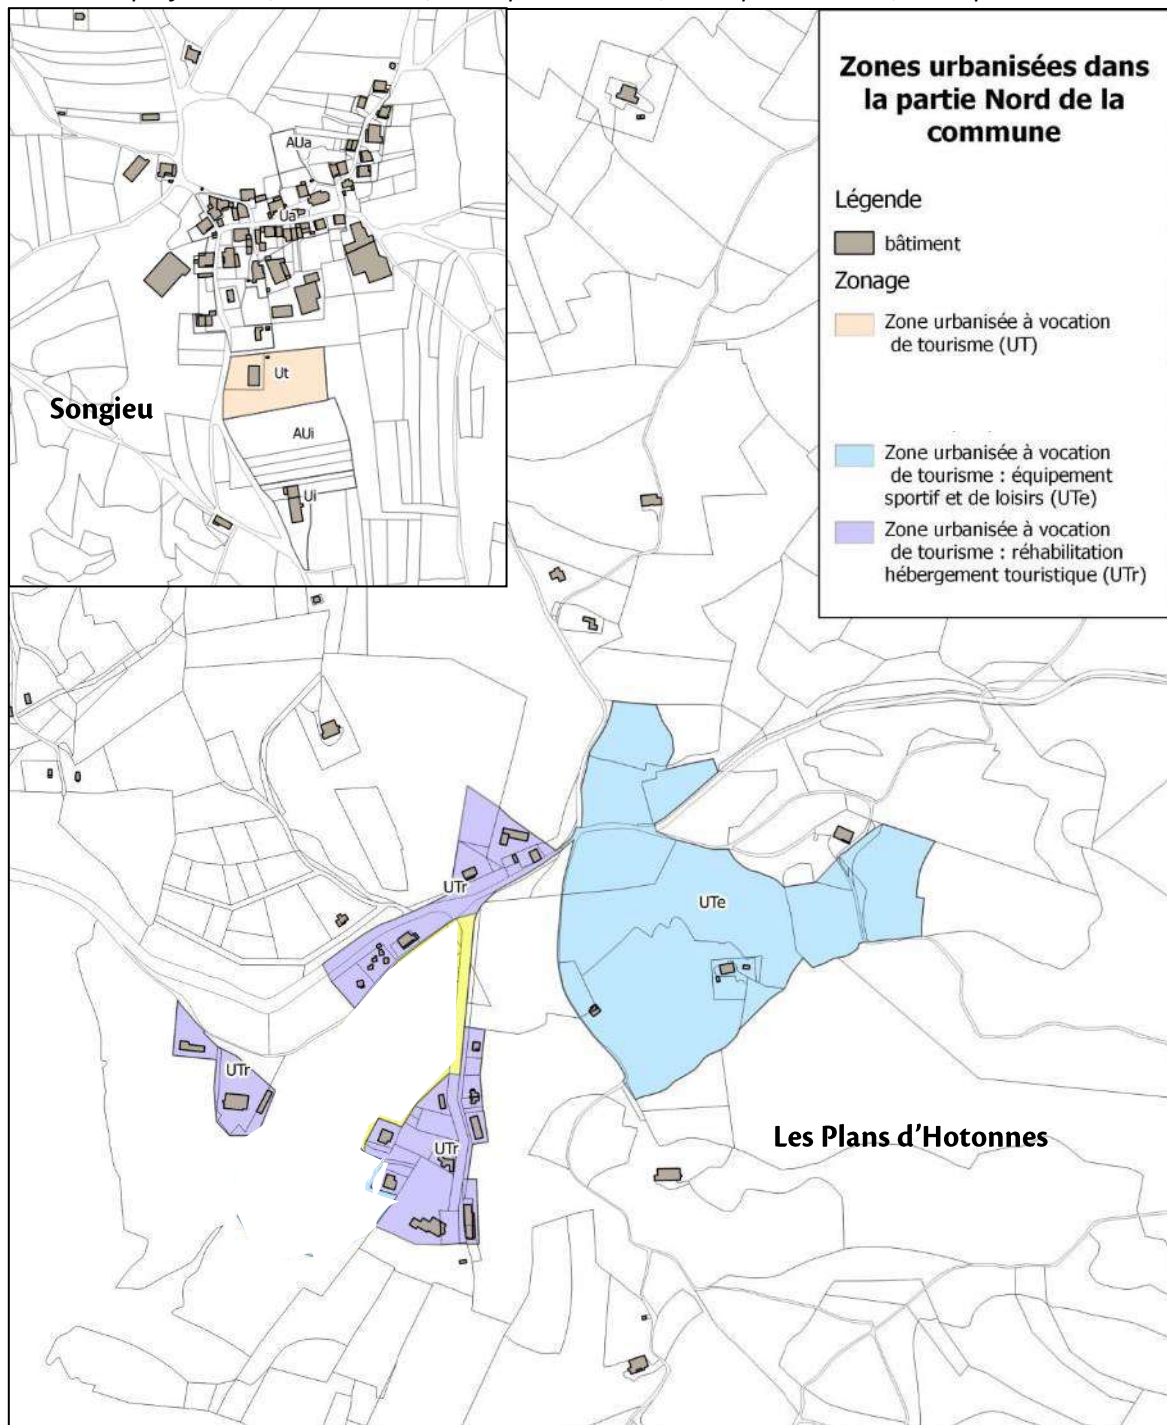 Zones urbanisées dans
la partie Nord de la
commune
Légende
bâtiment
Zonage
Zone urbanisée à vocation
de tourisme (UT)
Zone urbanisée à vocation
de tourisme : équipement
sportif et de loisirs (UTe)
Zone urbanisée à vocation
de tourisme : réhabilitation
hébergement touristique (UTr)
AUa
Ua
Ut
Songieu
AUi
Ui
UTr
UTe
UTr
Les Plans d'Hotonnes
UTr